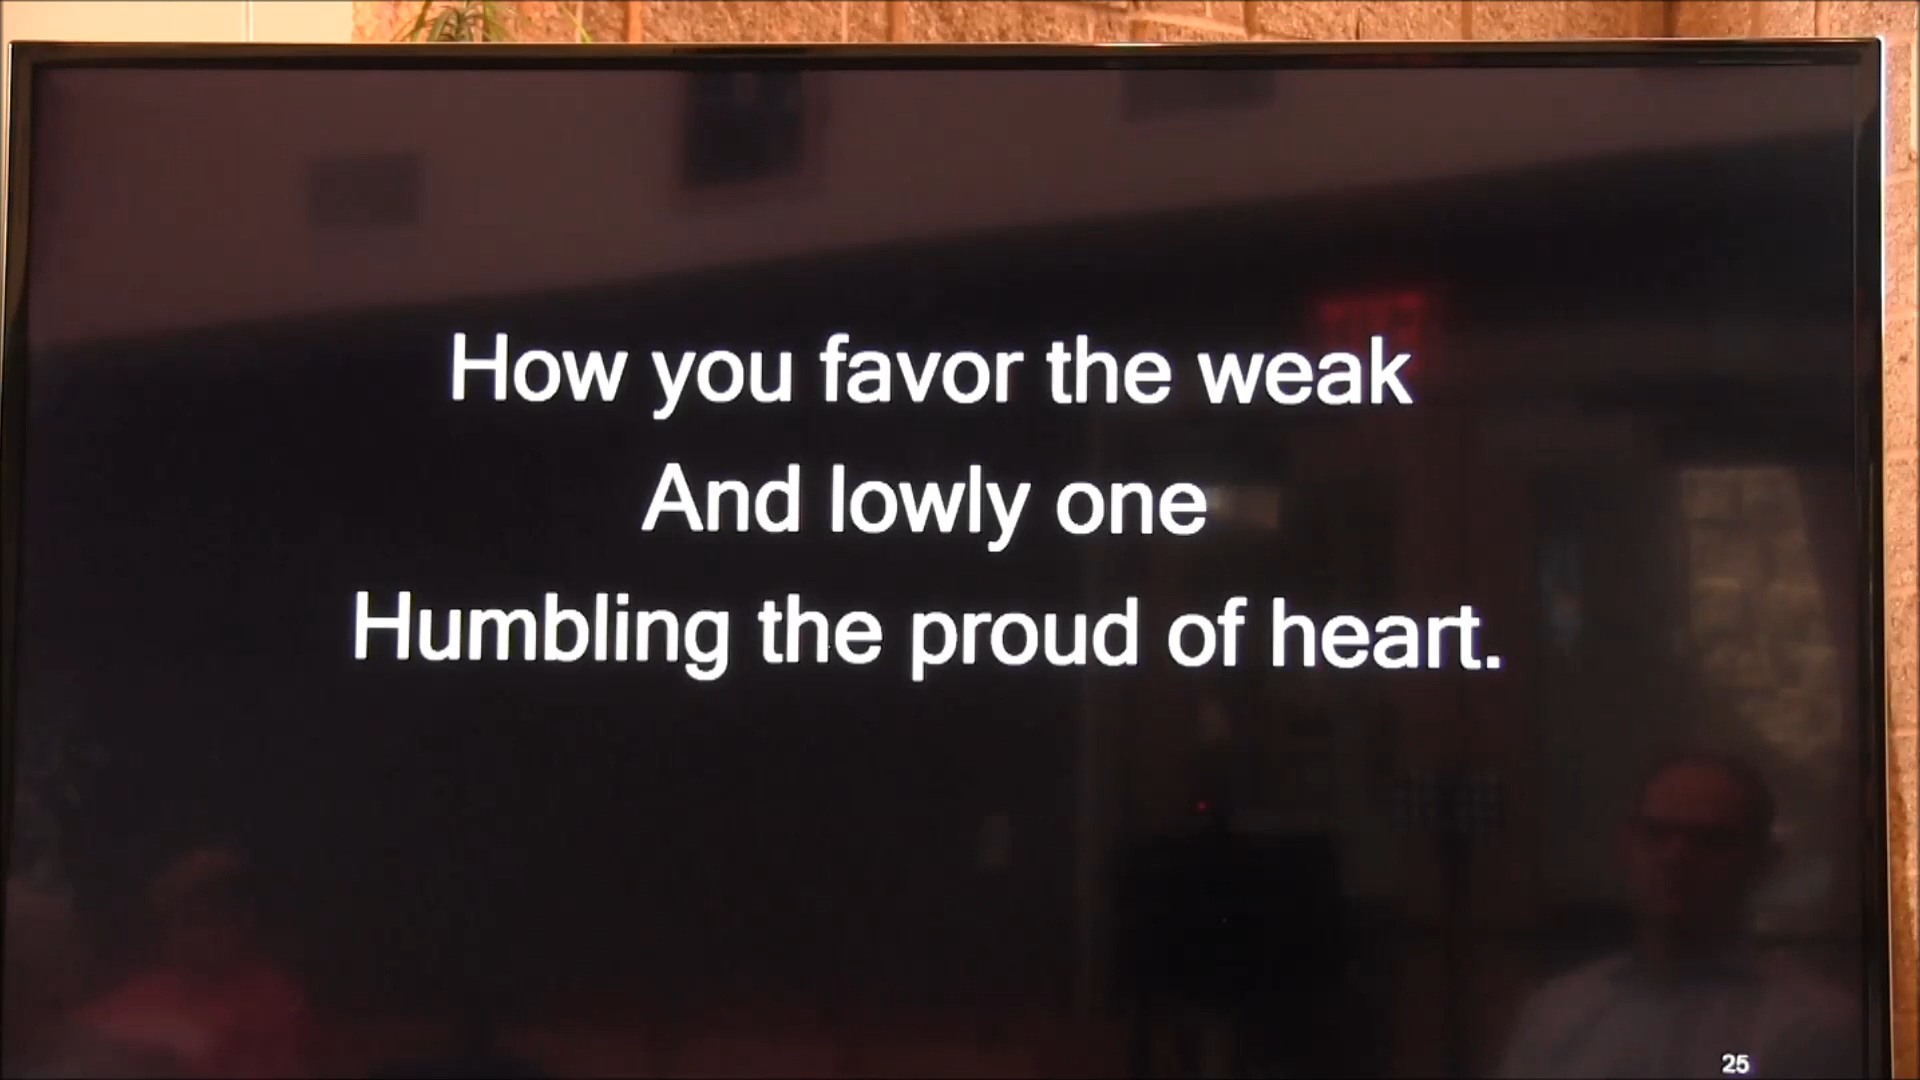 How you favor the weak
And lowly one
Humbling the proud of heart.
25